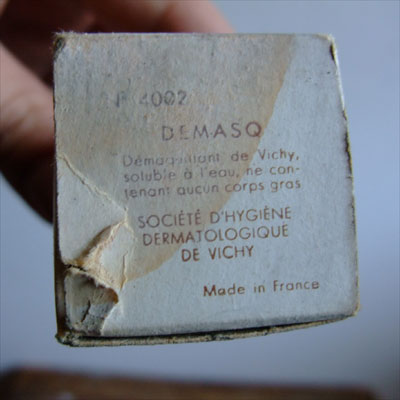 4002
DEMASQ
Démaquillant de Vichy,
soluble à l'eau, ne con-
tenant aucun corps gras
SOCIÉTÉ D'HYGIÈNE
DERMATOLOGIQUE
DE VICHY
Made in France